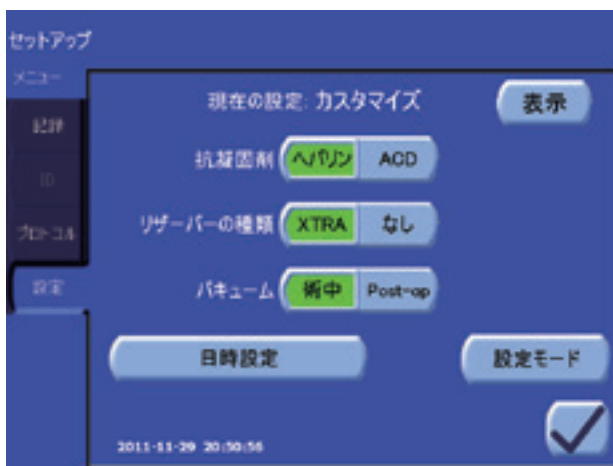 セットアップ
メニュー
記録
ID
プロトコル
設定
現在の設定: カスタマイズ
表示
抗凝固剤 ヘパリン ACD
リザーバーの種類 XTRA なし
バキューム 術中 Post-op
日時設定
設定モード
2011-11-29 20:50:56